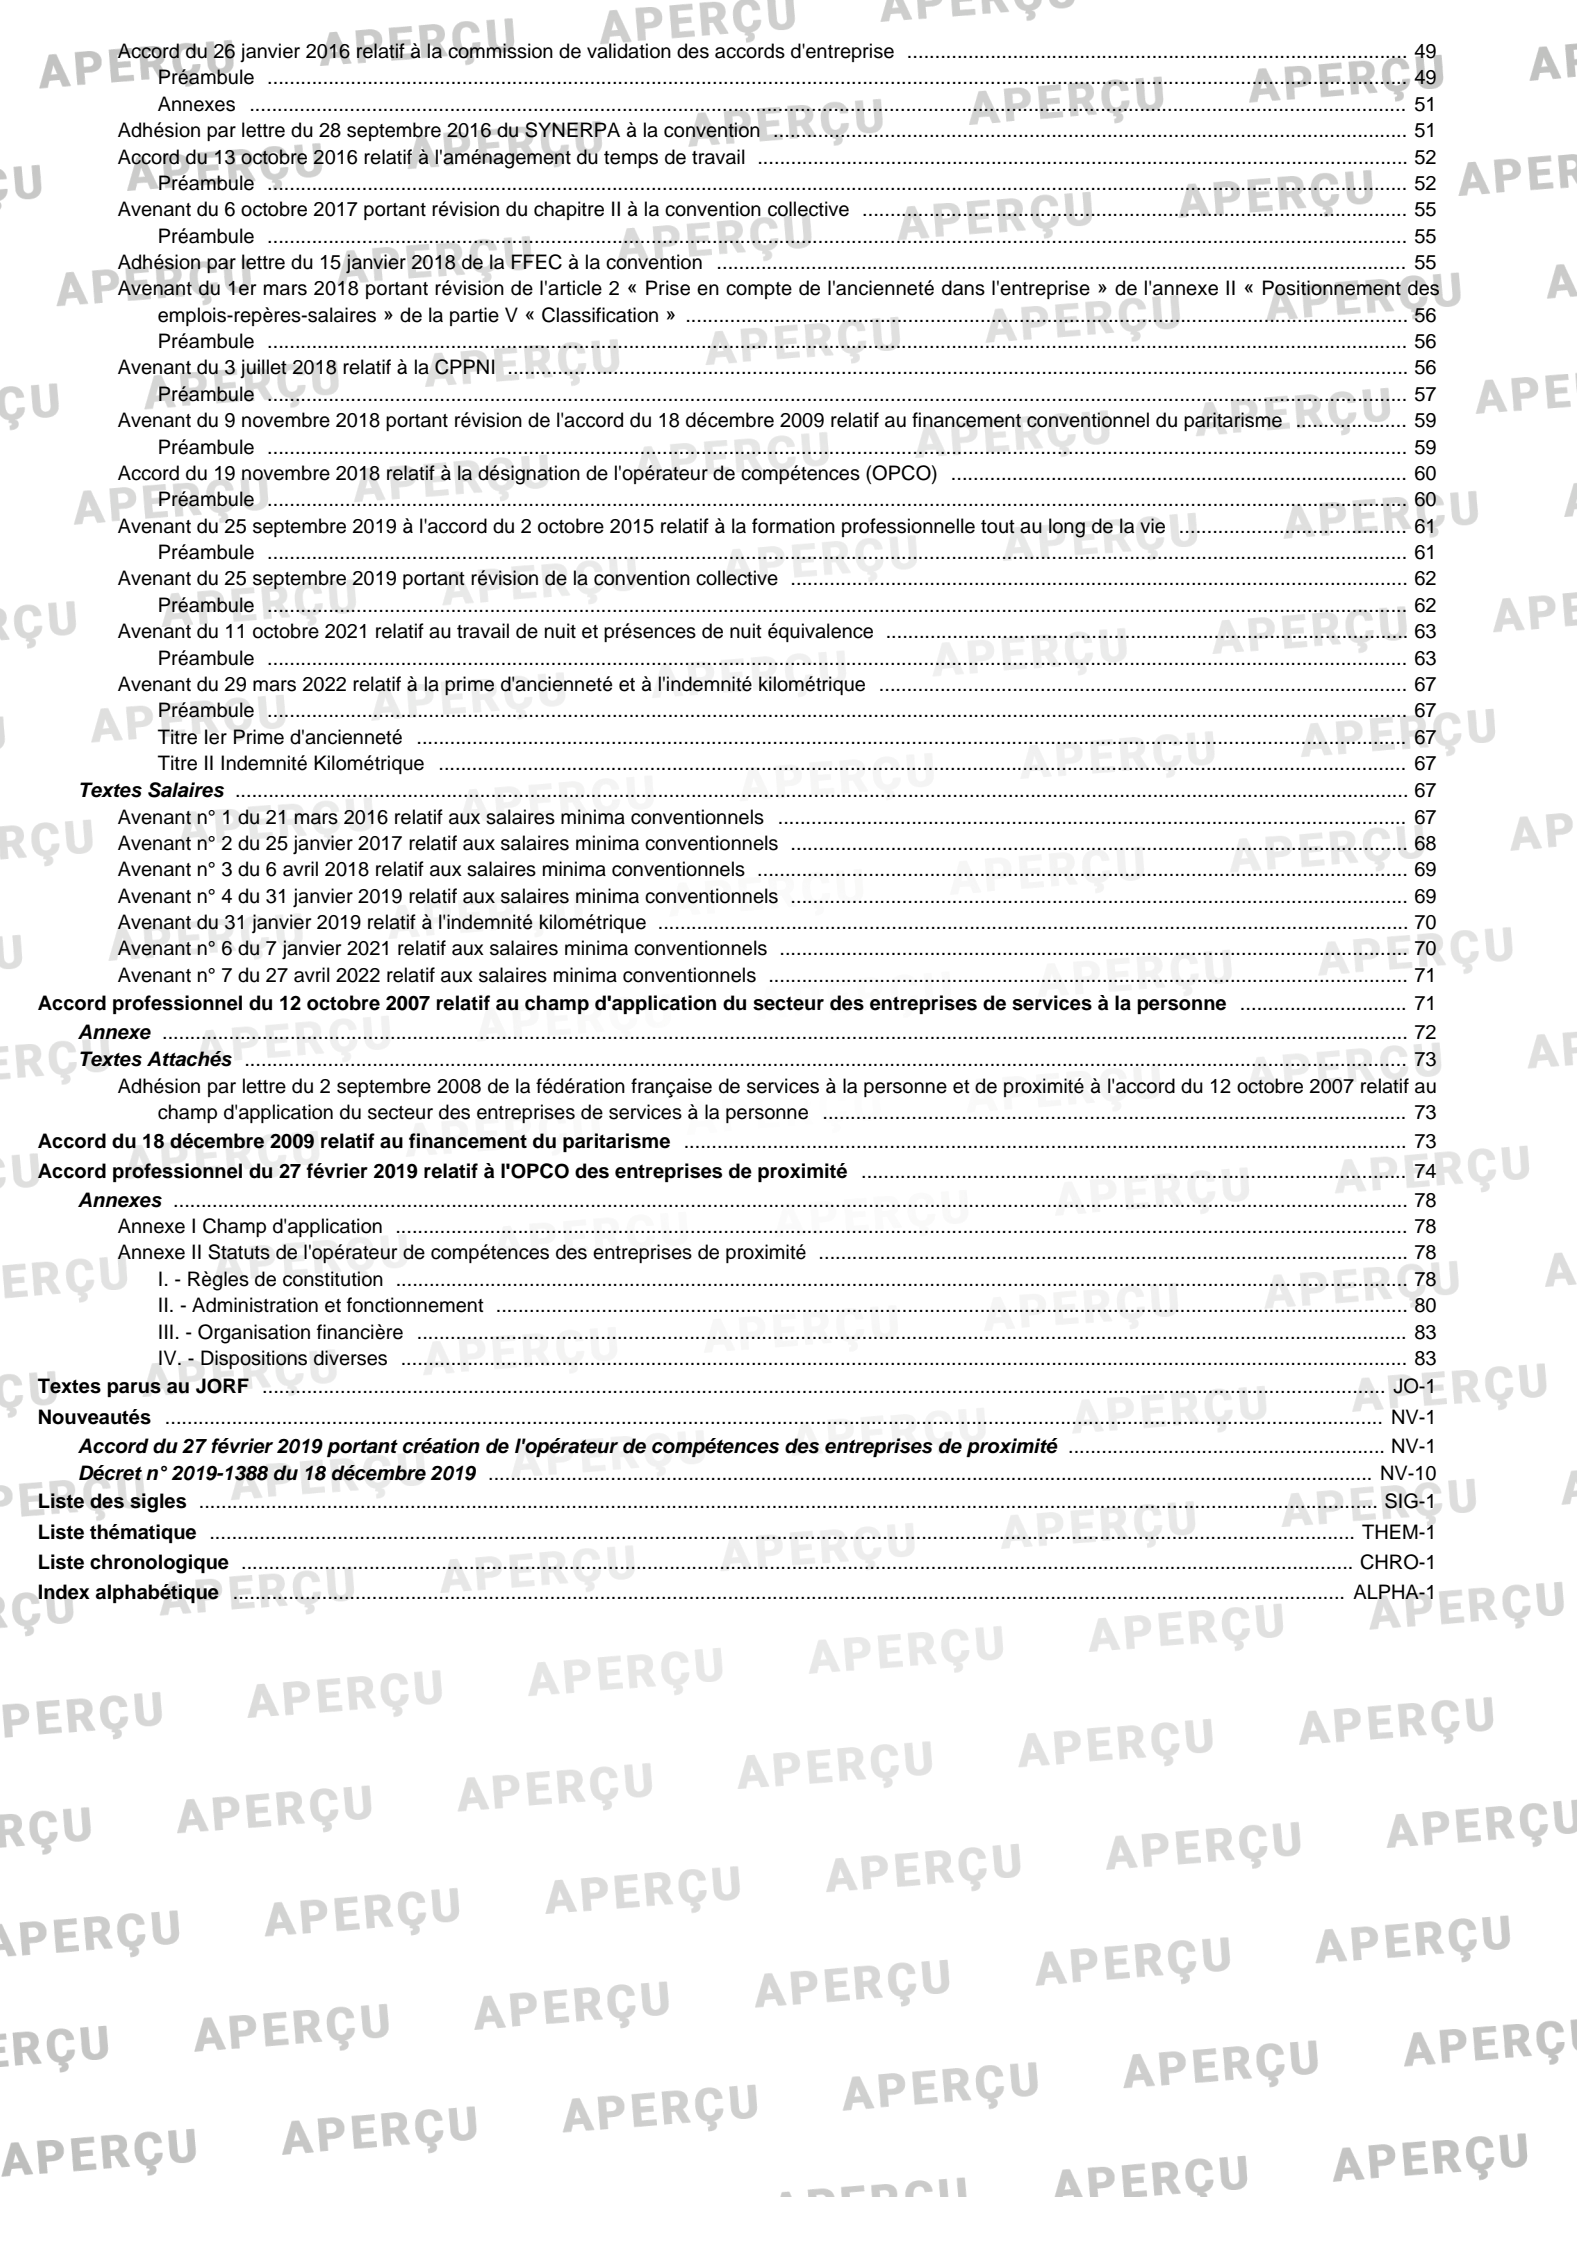 Accord du 26 janvier 2016 relatif à la commission de validation des accords d'entreprise ........ 49
Préambule ........ 49
Annexes ........ 51
Adhésion par lettre du 28 septembre 2016 du SYNERPA à la convention ........ 51
Accord du 13 octobre 2016 relatif à l'aménagement du temps de travail ........ 52
Préambule ........ 52
Avenant du 6 octobre 2017 portant révision du chapitre II à la convention collective ........ 55
Préambule ........ 55
Adhésion par lettre du 15 janvier 2018 de la FFEC à la convention ........ 55
Avenant du 1er mars 2018 portant révision de l'article 2 « Prise en compte de l'ancienneté dans l'entreprise » de l'annexe II « Positionnement des
emplois-repères-salaires » de la partie V « Classification » ........ 56
Préambule ........ 56
Avenant du 3 juillet 2018 relatif à la CPPNI ........ 56
Préambule ........ 57
Avenant du 9 novembre 2018 portant révision de l'accord du 18 décembre 2009 relatif au financement conventionnel du paritarisme ........ 59
Préambule ........ 59
Accord du 19 novembre 2018 relatif à la désignation de l'opérateur de compétences (OPCO) ........ 60
Préambule ........ 60
Avenant du 25 septembre 2019 à l'accord du 2 octobre 2015 relatif à la formation professionnelle tout au long de la vie ........ 61
Préambule ........ 61
Avenant du 25 septembre 2019 portant révision de la convention collective ........ 62
Préambule ........ 62
Avenant du 11 octobre 2021 relatif au travail de nuit et présences de nuit équivalence ........ 63
Préambule ........ 63
Avenant du 29 mars 2022 relatif à la prime d'ancienneté et à l'indemnité kilométrique ........ 67
Préambule ........ 67
Titre Ier Prime d'ancienneté ........ 67
Titre II Indemnité Kilométrique ........ 67
Textes Salaires ........ 67
Avenant n° 1 du 21 mars 2016 relatif aux salaires minima conventionnels ........ 67
Avenant n° 2 du 25 janvier 2017 relatif aux salaires minima conventionnels ........ 68
Avenant n° 3 du 6 avril 2018 relatif aux salaires minima conventionnels ........ 69
Avenant n° 4 du 31 janvier 2019 relatif aux salaires minima conventionnels ........ 69
Avenant du 31 janvier 2019 relatif à l'indemnité kilométrique ........ 70
Avenant n° 6 du 7 janvier 2021 relatif aux salaires minima conventionnels ........ 70
Avenant n° 7 du 27 avril 2022 relatif aux salaires minima conventionnels ........ 71
Accord professionnel du 12 octobre 2007 relatif au champ d'application du secteur des entreprises de services à la personne ........ 71
Annexe ........ 72
Textes Attachés ........ 73
Adhésion par lettre du 2 septembre 2008 de la fédération française de services à la personne et de proximité à l'accord du 12 octobre 2007 relatif au
champ d'application du secteur des entreprises de services à la personne ........ 73
Accord du 18 décembre 2009 relatif au financement du paritarisme ........ 73
Accord professionnel du 27 février 2019 relatif à l'OPCO des entreprises de proximité ........ 74
Annexes ........ 78
Annexe I Champ d'application ........ 78
Annexe II Statuts de l'opérateur de compétences des entreprises de proximité ........ 78
I. - Règles de constitution ........ 78
II. - Administration et fonctionnement ........ 80
III. - Organisation financière ........ 83
IV. - Dispositions diverses ........ 83
Textes parus au JORF ........ JO-1
Nouveautés ........ NV-1
Accord du 27 février 2019 portant création de l'opérateur de compétences des entreprises de proximité ........ NV-1
Décret n° 2019-1388 du 18 décembre 2019 ........ NV-10
Liste des sigles ........ SIG-1
Liste thématique ........ THEM-1
Liste chronologique ........ CHRO-1
Index alphabétique ........ ALPHA-1
APERÇU